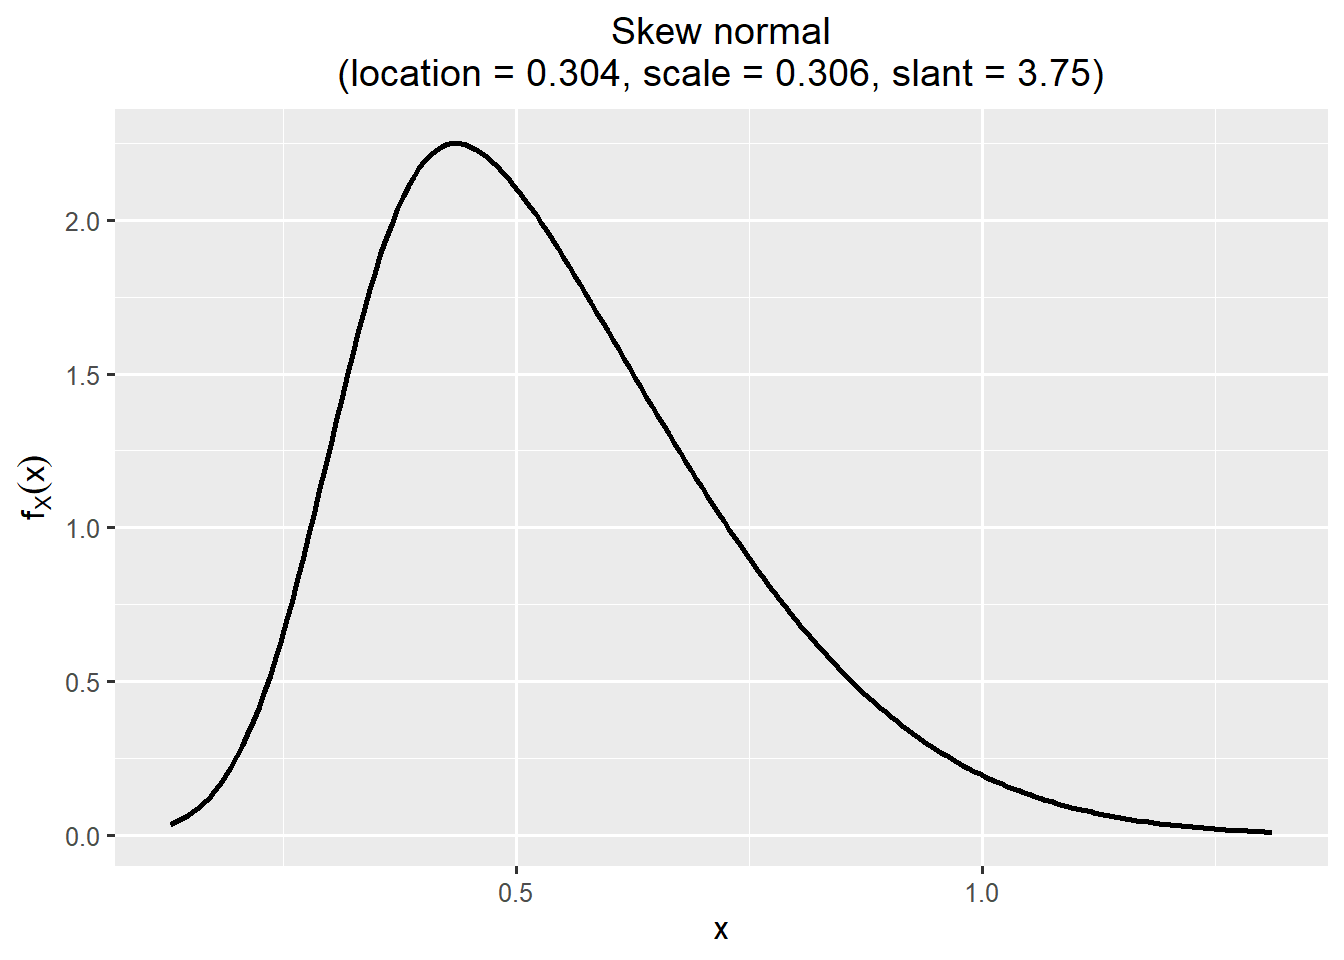 Skew normal
(location = 0.304, scale = 0.306, slant = 3.75)
2.0
1.5
1.0
0.5
0.0
fX(x)
0.5
1.0
x